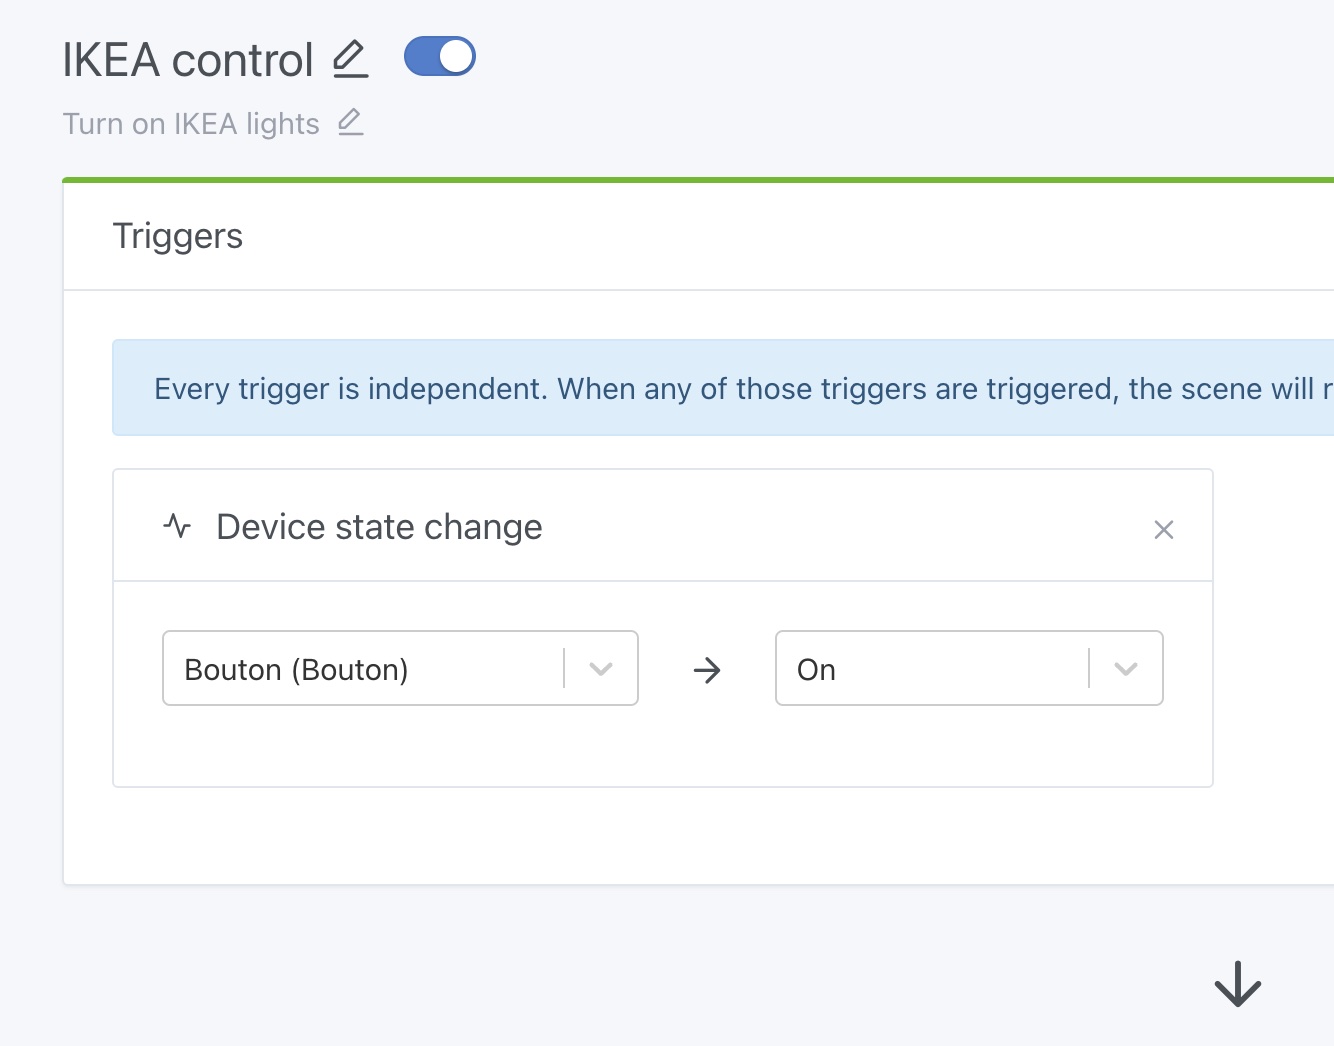 IKEA control
Turn on IKEA lights
Triggers
Every trigger is independent. When any of those triggers are triggered, the scene will
Device state change
Bouton (Bouton)
On